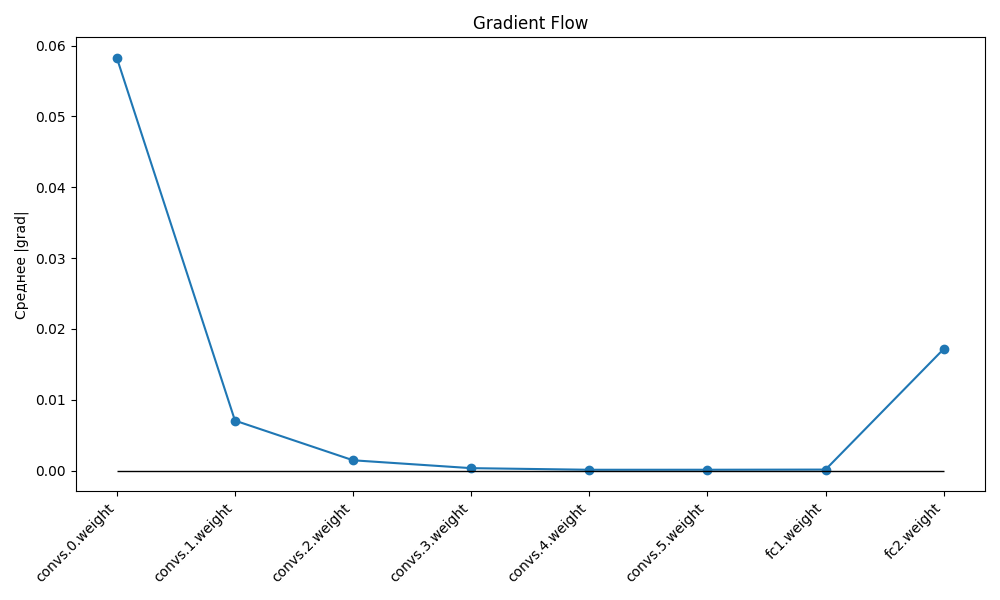 Gradient Flow
Среднее |grad|
0.06
0.05
0.04
0.03
0.02
0.01
0.00
convs.0.weight
convs.1.weight
convs.2.weight
convs.3.weight
convs.4.weight
convs.5.weight
fc1.weight
fc2.weight